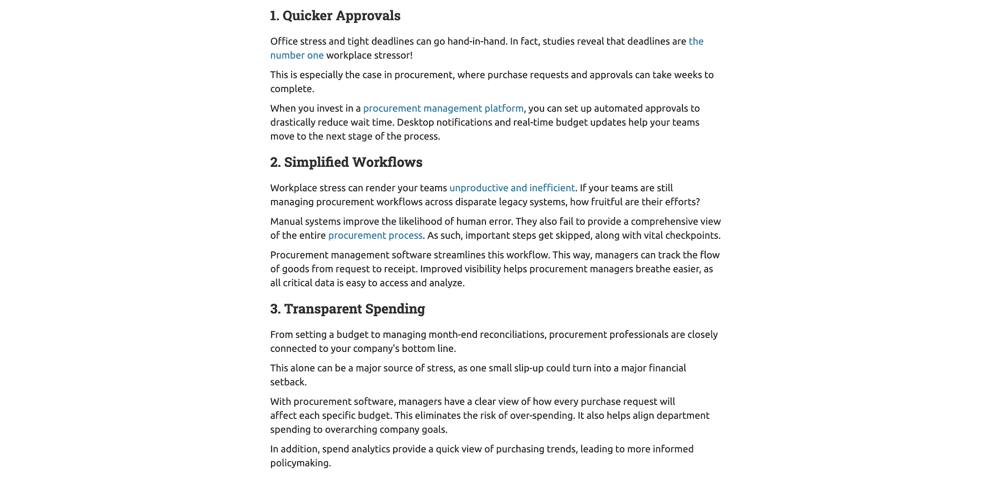 1. Quicker Approvals
Office stress and tight deadlines can go hand-in-hand. In fact, studies reveal that deadlines are the
number one workplace stressor!
This is especially the case in procurement, where purchase requests and approvals can take weeks to
complete.
When you invest in a procurement management platform, you can set up automated approvals to
drastically reduce wait time. Desktop notifications and real-time budget updates help your teams
move to the next stage of the process.
2. Simplified Workflows
Workplace stress can render your teams unproductive and inefficient. If your teams are still
managing procurement workflows across disparate legacy systems, how fruitful are their efforts?
Manual systems improve the likelihood of human error. They also fail to provide a comprehensive view
of the entire procurement process. As such, important steps get skipped, along with vital checkpoints.
Procurement management software streamlines this workflow. This way, managers can track the flow
of goods from request to receipt. Improved visibility helps procurement managers breathe easier, as
all critical data is easy to access and analyze.
3. Transparent Spending
From setting a budget to managing month-end reconciliations, procurement professionals are closely
connected to your company's bottom line.
This alone can be a major source of stress, as one small slip-up could turn into a major financial
setback.
With procurement software, managers have a clear view of how every purchase request will
affect each specific budget. This eliminates the risk of over-spending. It also helps align department
spending to overarching company goals.
In addition, spend analytics provide a quick view of purchasing trends, leading to more informed
policymaking.